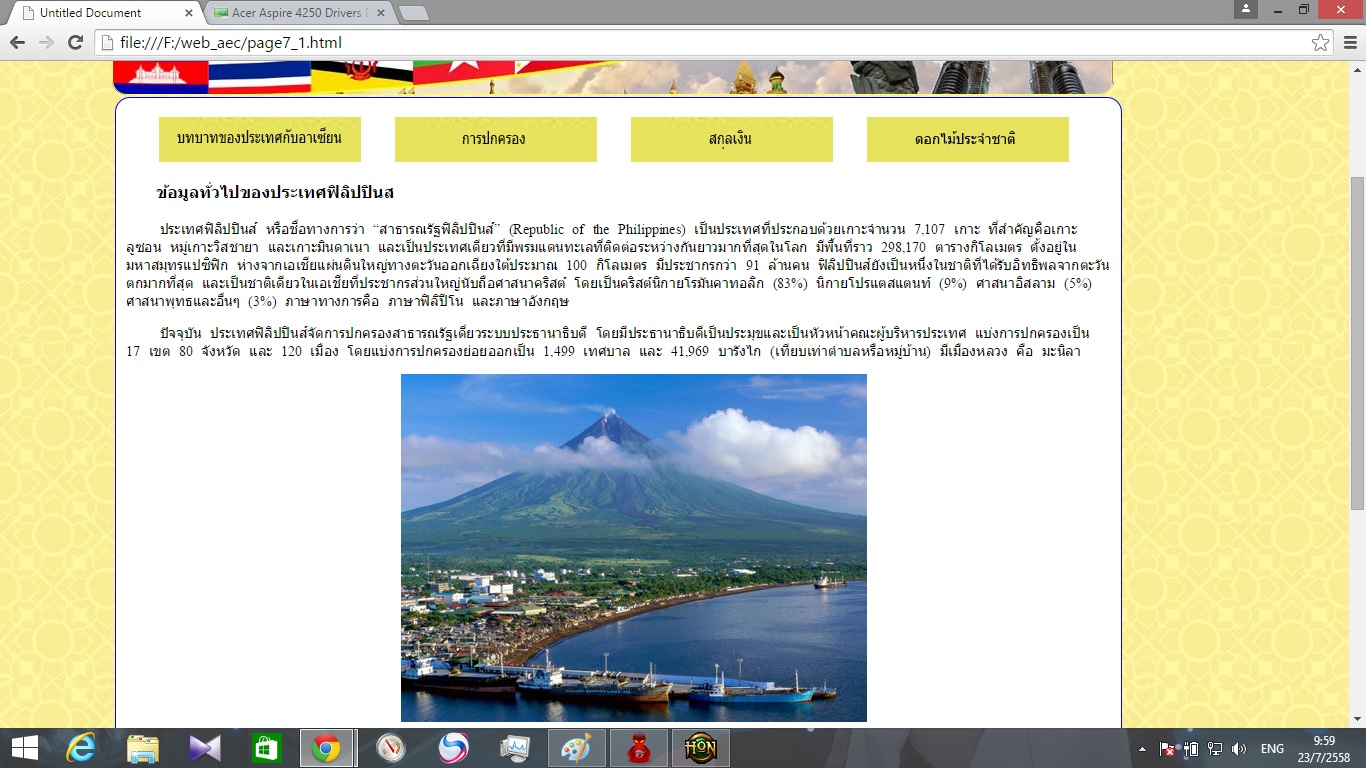 Untitled Document
Acer Aspire 4250 Drivers D
file:///F:/web_aec/page7_1.html
บทบาทของประเทศกับอาเซียน
การปกครอง
สกุลเงิน
ดอกไม้ประจำชาติ
ข้อมูลทั่วไปของประเทศฟิลิปปินส
ประเทศฟิลิปปินส์ หรือชื่อทางการว่า “สาธารณรัฐฟิลิปปินส์” (Republic of the Philippines) เป็นประเทศที่ประกอบด้วยเกาะจำนวน 7,107 เกาะ ที่สำคัญคือเกาะ
ลูซอน หมู่เกาะวิสชายา และเกาะมินดาเนา และเป็นประเทศเดียวที่มีพรมแดนทะเลที่ติดต่อระหว่างกันยาวมากที่สุดในโลก มีพื้นที่ราว 298,170 ตารางกิโลเมตร ตั้งอยู่ใน
มหาสมุทรแปซิฟิก ห่างจากเอเชียแผ่นดินใหญ่ทางตะวันออกเฉียงใต้ประมาณ 100 กิโลเมตร มีประชากรกว่า 91 ล้านคน ฟิลิปปินส์ยังเป็นหนึ่งในชาติที่ได้รับอิทธิพลจากตะวัน
ตกมากที่สุด และเป็นชาติเดียวในเอเชียที่ประชากรส่วนใหญ่นับถือศาสนาคริสต์ โดยเป็นคริสต์นิกายโรมันคาทอลิก (83%) นิกายโปรแตสแตนท์ (9%) ศาสนาอิสลาม (5%)
ศาสนาพุทธและอื่นๆ (3%) ภาษาทางการคือ ภาษาฟิลิปีโน และภาษาอังกฤษ
ปัจจุบัน ประเทศฟิลิปปินส์จัดการปกครองสาธารณรัฐเดี่ยวระบบประธานาธิบดี โดยมีประธานาธิบดีเป็นประมุขและเป็นหัวหน้าคณะผู้บริหารประเทศ แบ่งการปกครองเป็น
17 เขต 80 จังหวัด และ 120 เมือง โดยแบ่งการปกครองย่อยออกเป็น 1,499 เทศบาล และ 41,969 บารังไก (เทียบเท่าตำบลหรือหมู่บ้าน) มีเมืองหลวง คือ มะนิลา
HON
ENG
9:59
23/7/2558